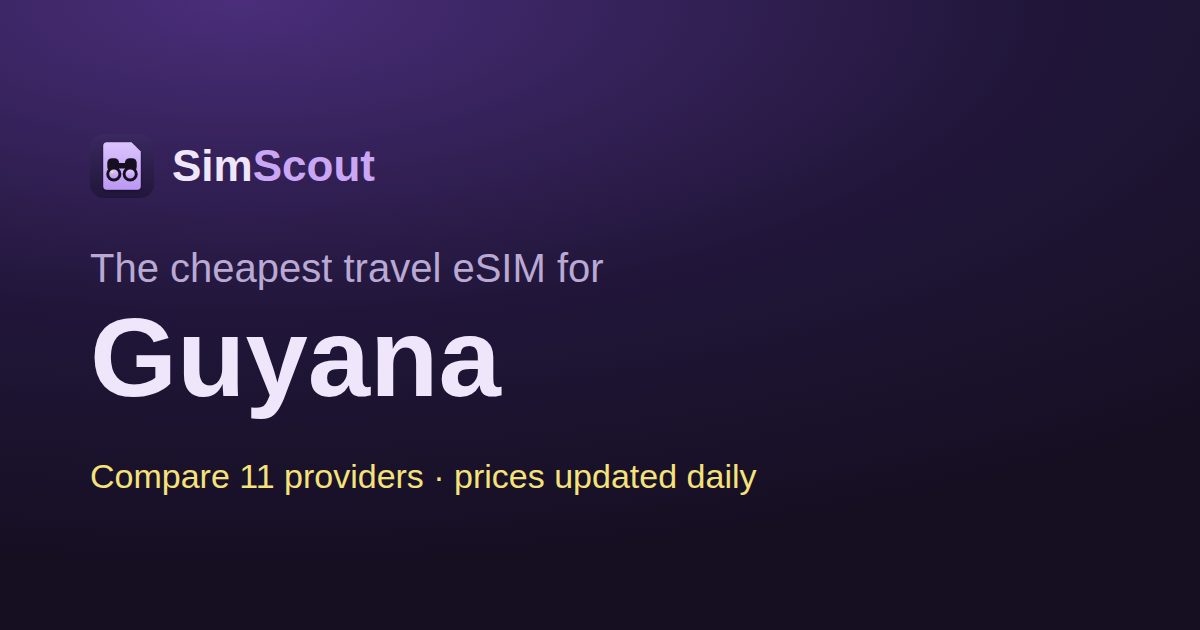 SimScout
The cheapest travel eSIM for
Guyana
Compare 11 providers · prices updated daily